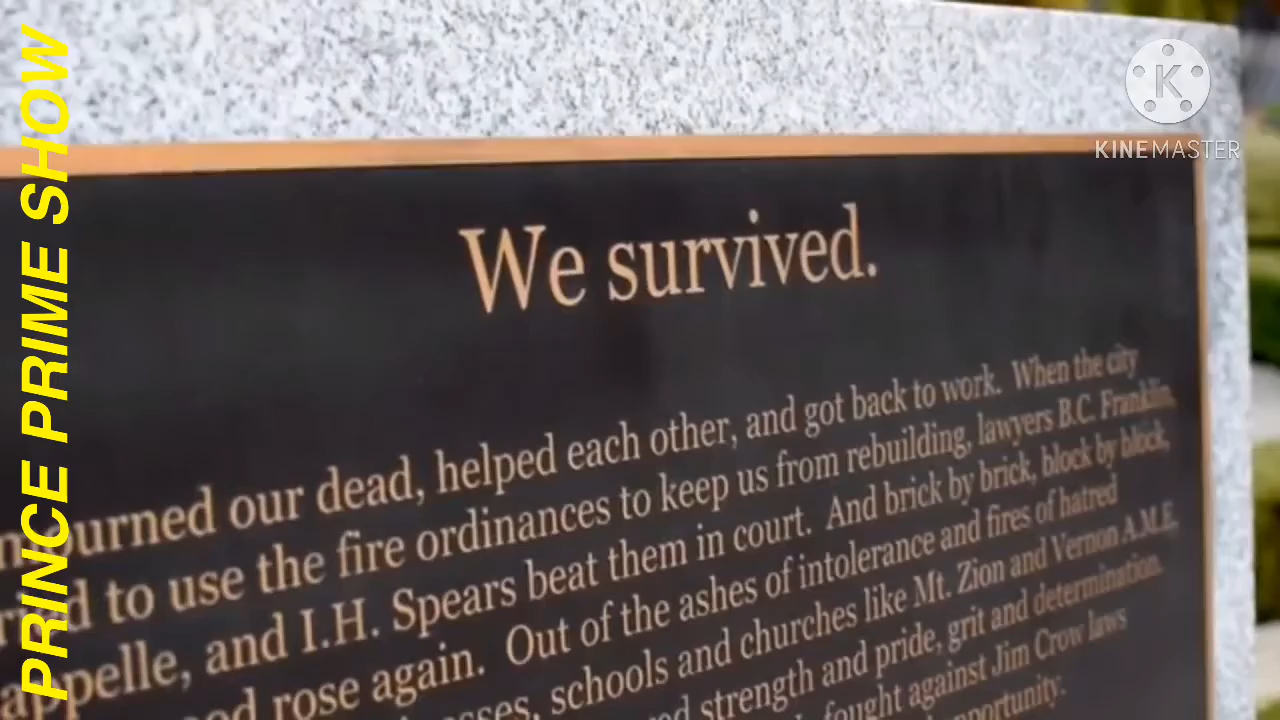 PRINCE PRIME SHOW
KINEMASTER
We survived.
mourned our dead, helped each other, and got back to work. When the city
to use the fire ordinances to keep us from rebuilding, lawyers B.C. Franklin,
appelle, and I.H. Spears beat them in court. And brick by brick, block by block,
rose again. Out of the ashes of intolerance and fires of hatred
schools and churches like Mt. Zion and Vernon A.M.E.
strength and pride, grit and determination.
fought against Jim Crow laws
opportunity.